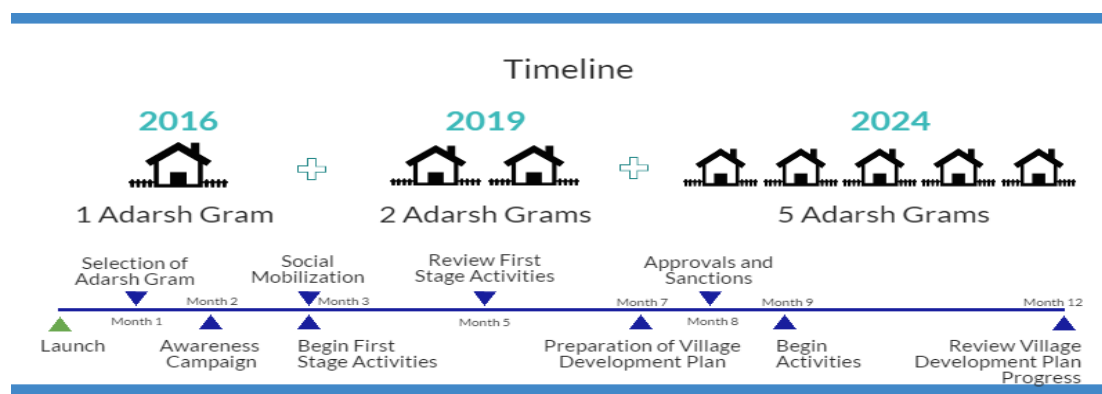 Timeline
2016
2019
2024
1 Adarsh Gram
2 Adarsh Grams
5 Adarsh Grams
Selection of
Adarsh Gram
Social
Mobilization
Review First
Stage Activities
Approvals and
Sanctions
Month 2
Month 3
Month 7
Month 9
Month 12
Month 1
Month 5
Month 8
Launch
Awareness
Campaign
Begin First
Stage Activities
Preparation of Village
Development Plan
Begin
Activities
Review Village
Development Plan
Progress